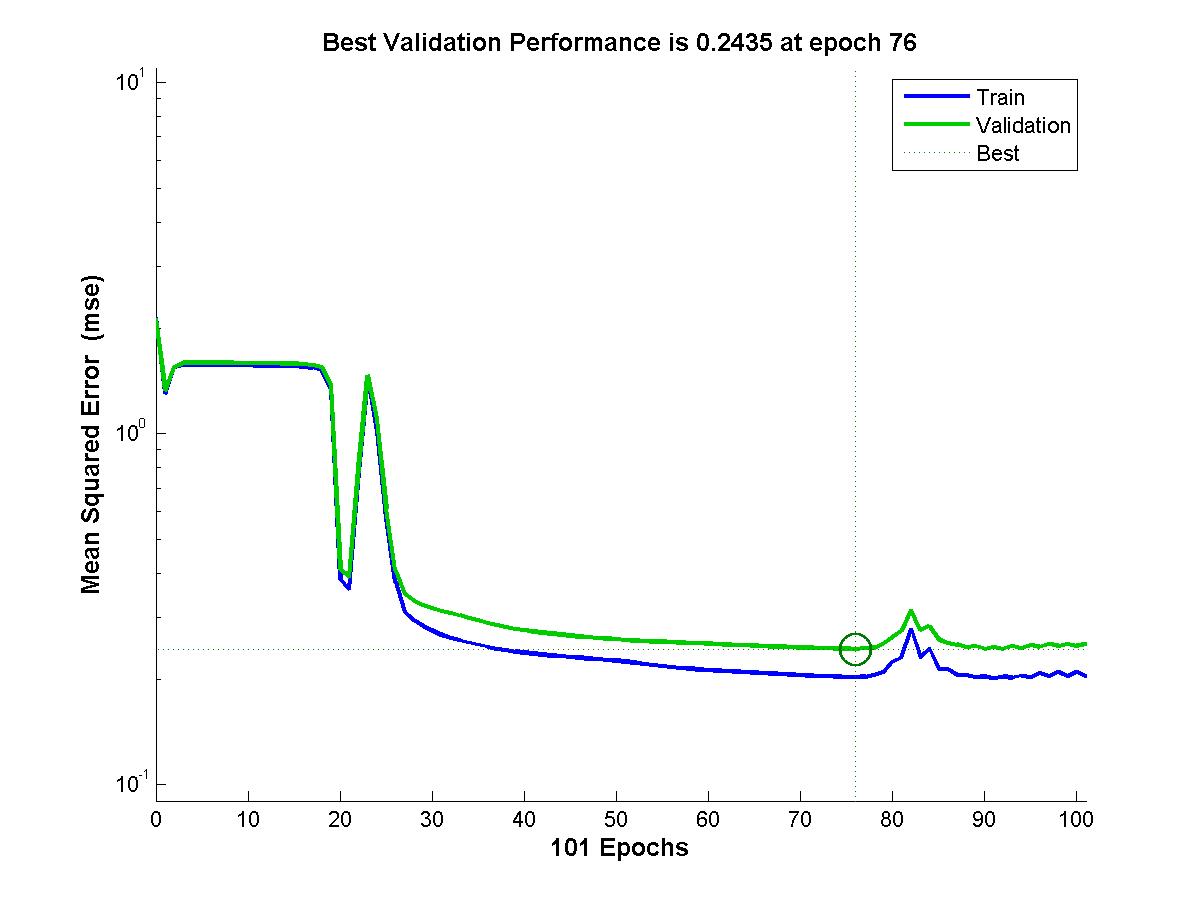 Best Validation Performance is 0.2435 at epoch 76
10^1
10^0
10^-1
Mean Squared Error (mse)
Train
Validation
Best
0 10 20 30 40 50 60 70 80 90 100
101 Epochs